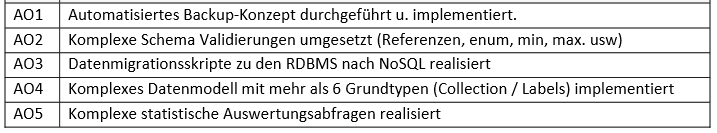 AO1 Automatisiertes Backup-Konzept durchgeführt u. implementiert.
AO2 Komplexe Schema Validierungen umgesetzt (Referenzen, enum, min, max. usw)
AO3 Datenmigrationsskripte zu den RDBMS nach NoSQL realisiert
AO4 Komplexes Datenmodell mit mehr als 6 Grundtypen (Collection / Labels) implementiert
AO5 Komplexe statistische Auswertungsabfragen realisiert